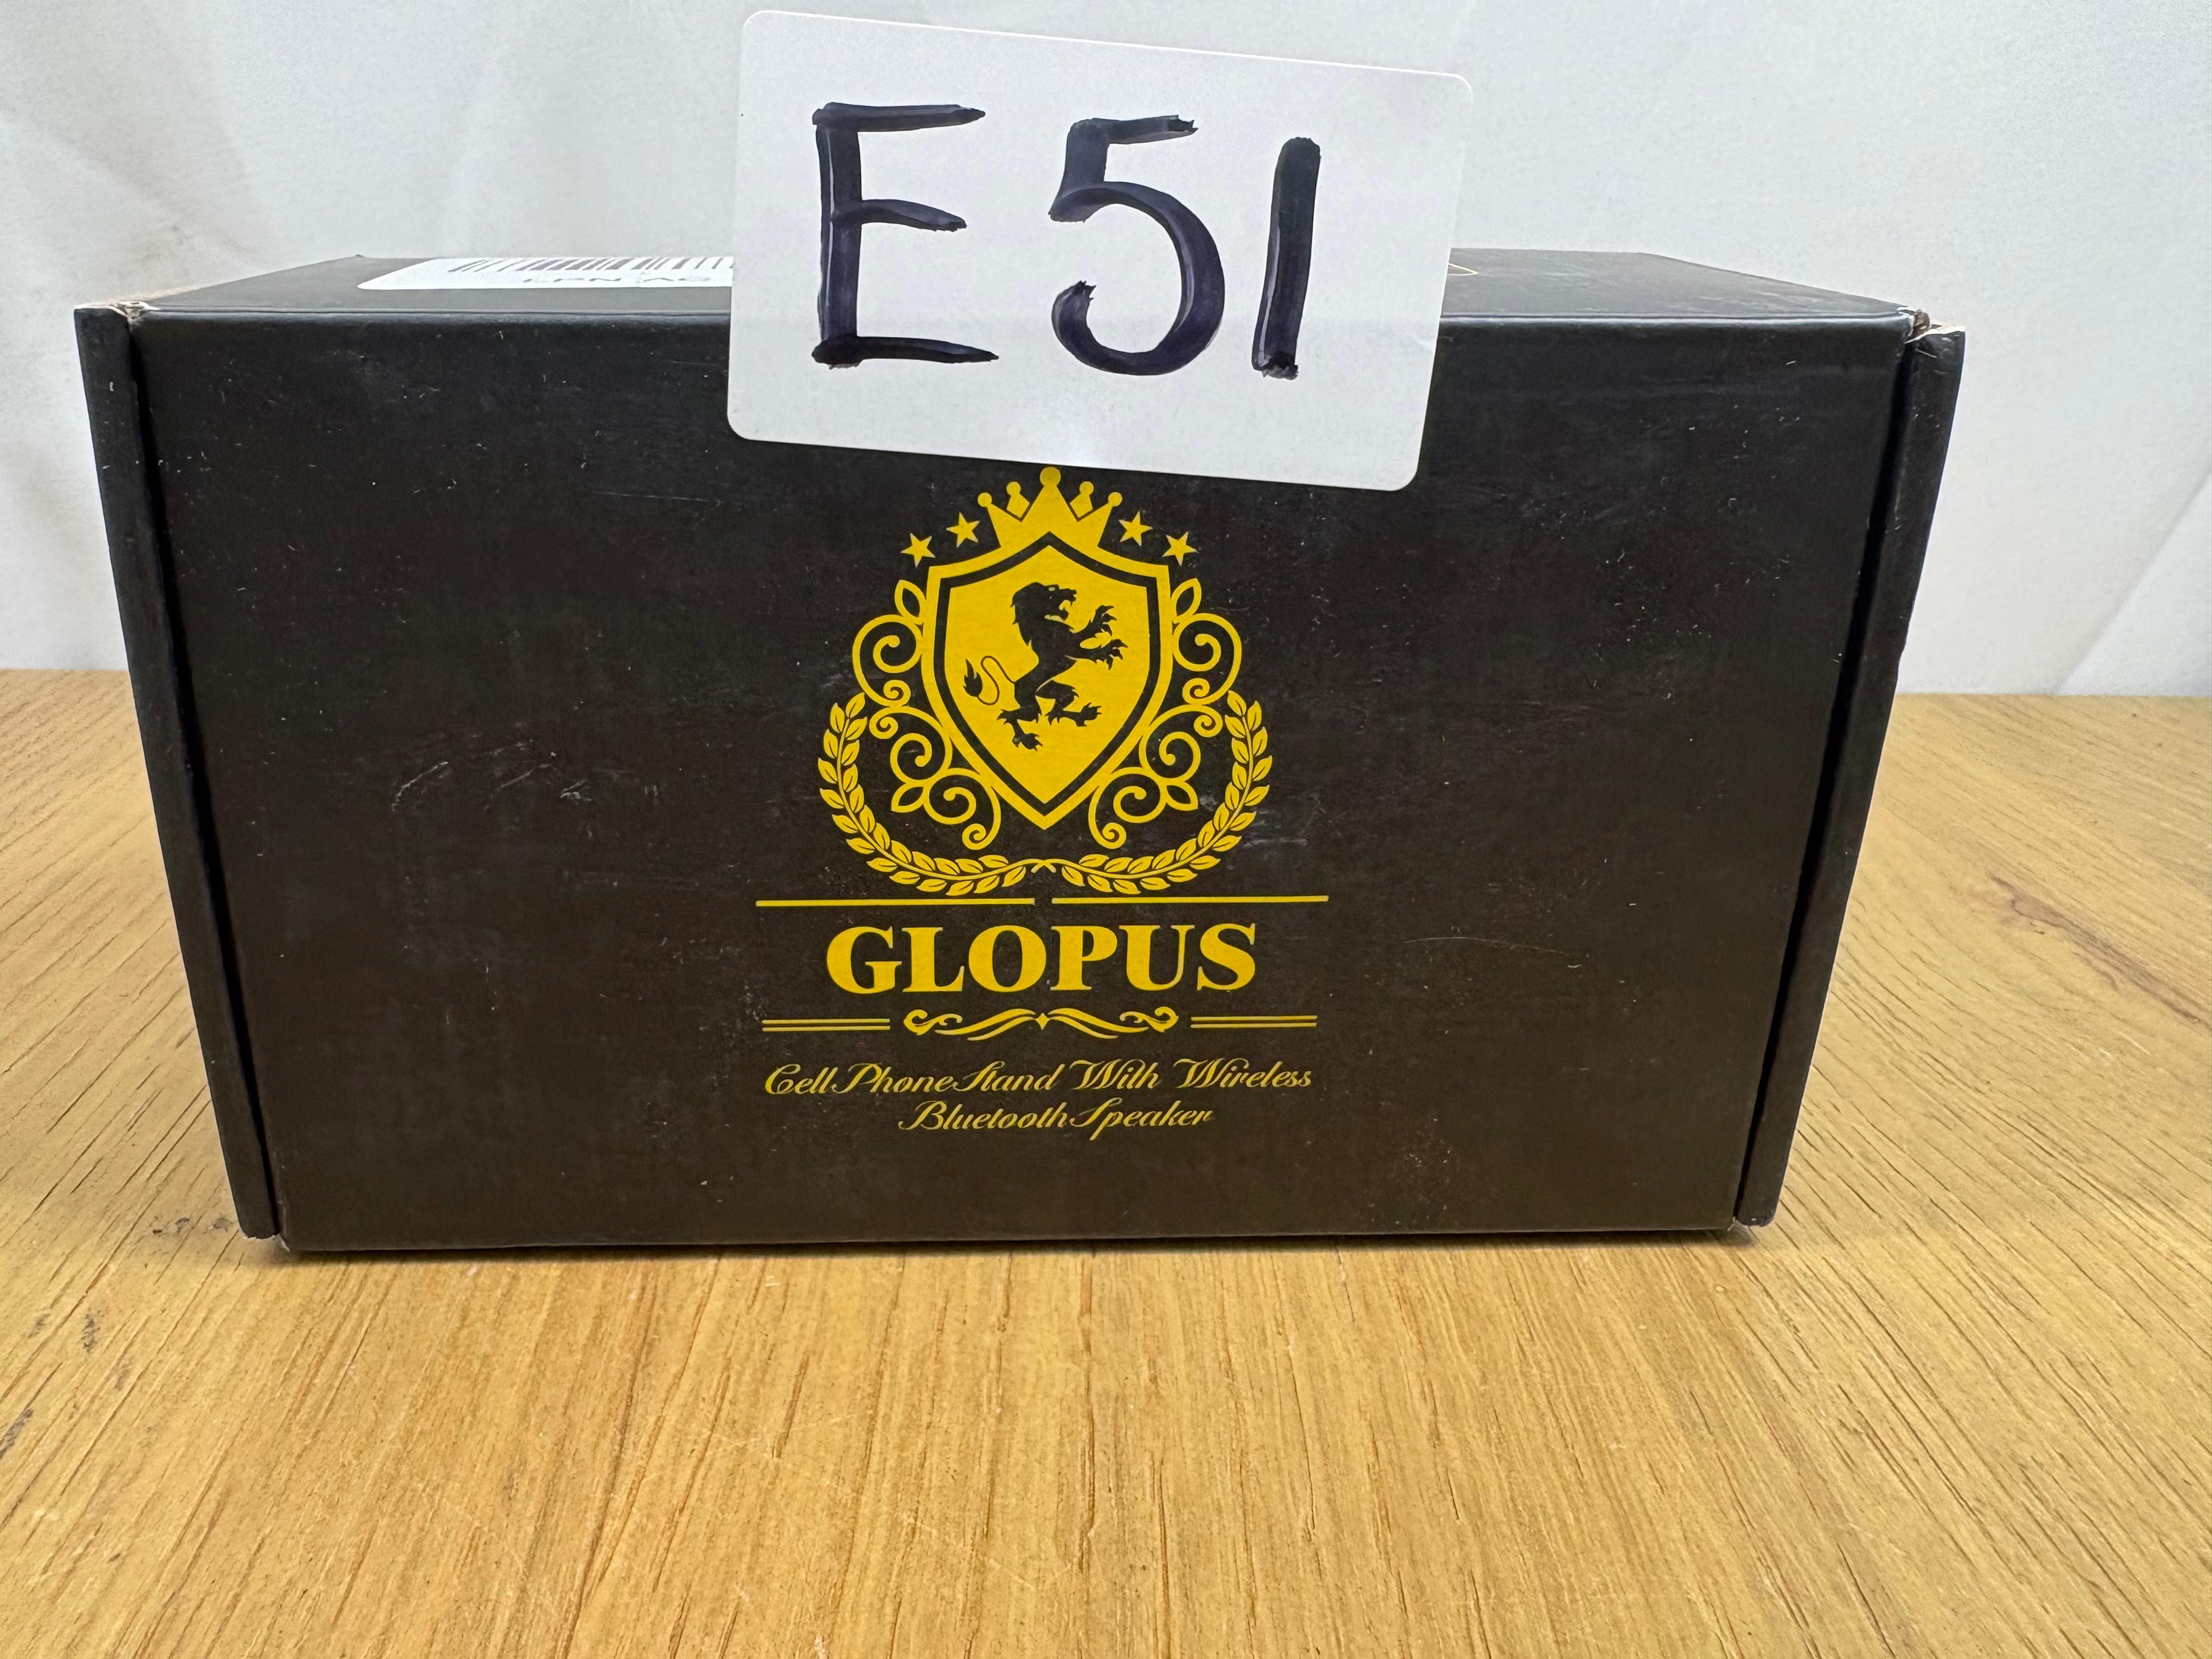 E51
GLOPUS
Cell Phone Stand With Wireless
Bluetooth Speaker